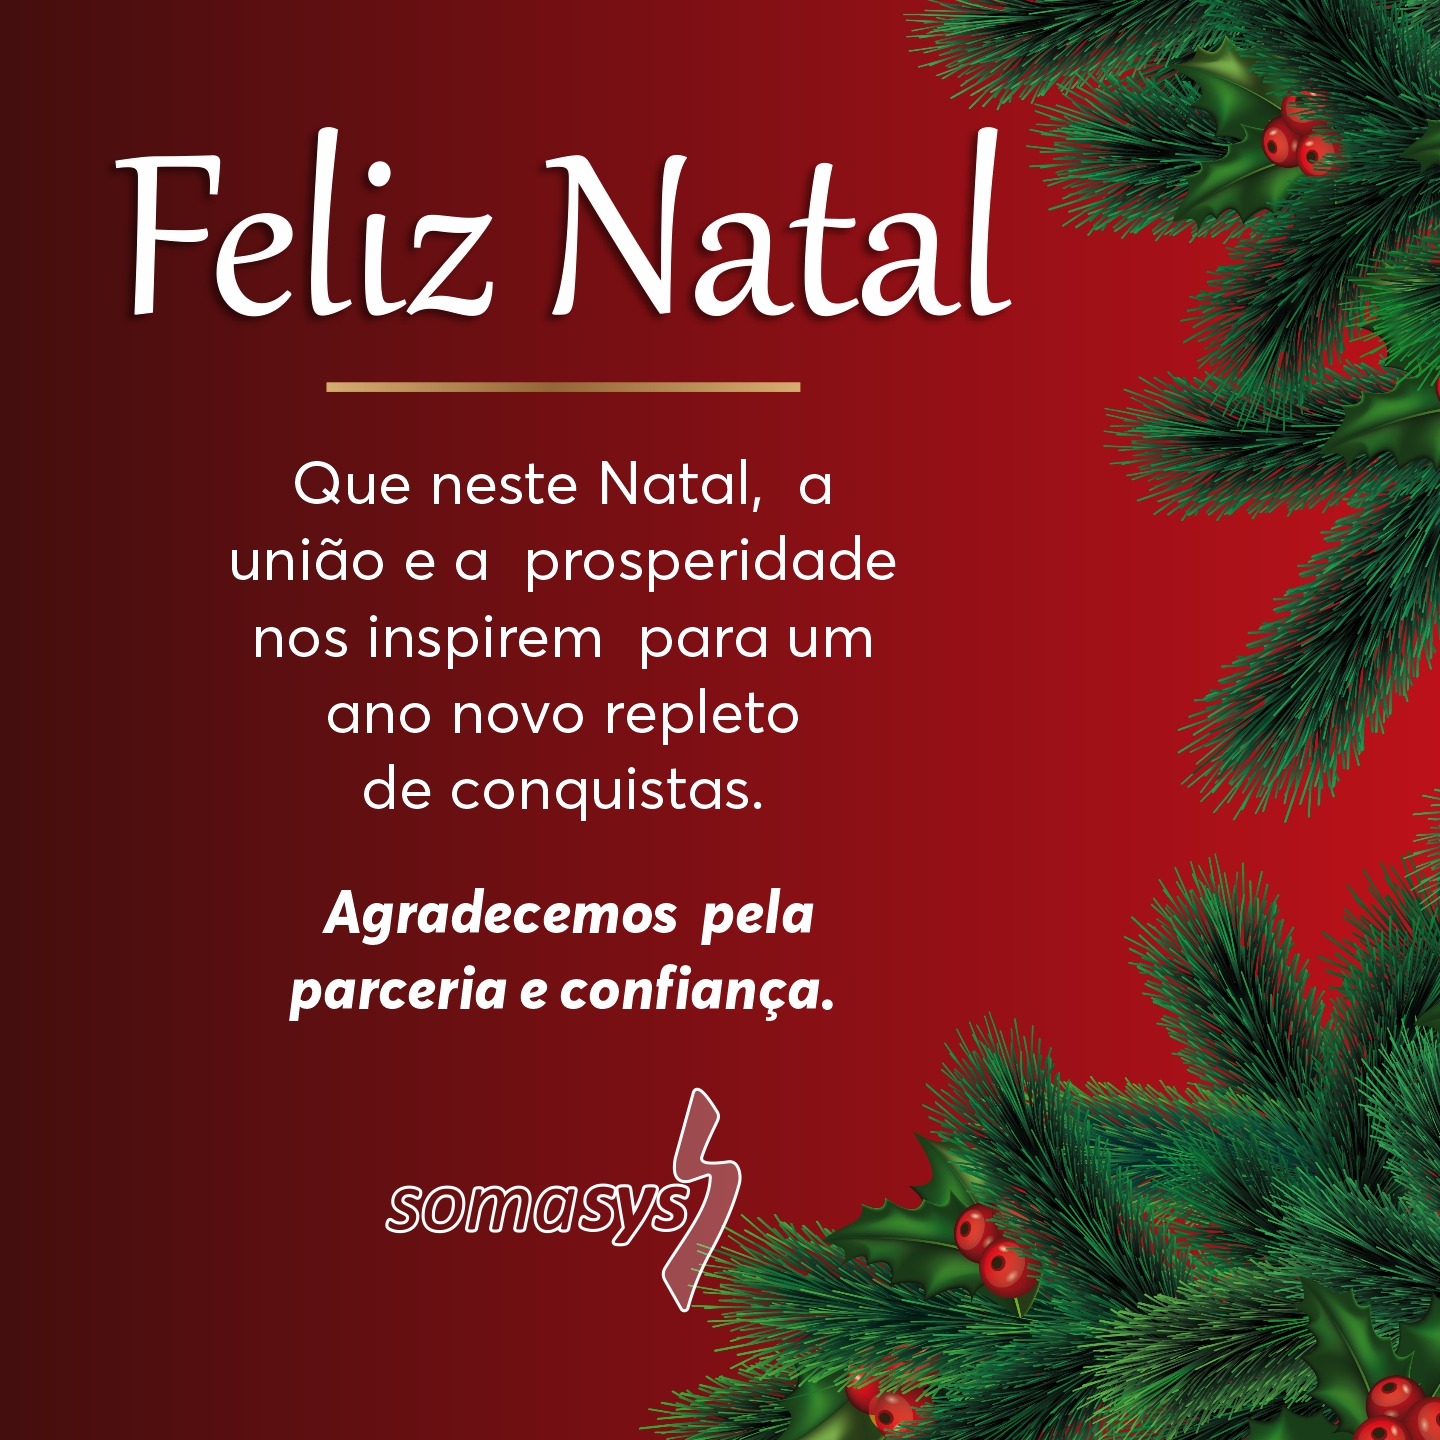 Feliz Natal
Que neste Natal, a
união e a prosperidade
nos inspirem para um
ano novo repleto
de conquistas.
Agradecemos pela
parceria e confiança.
somasys